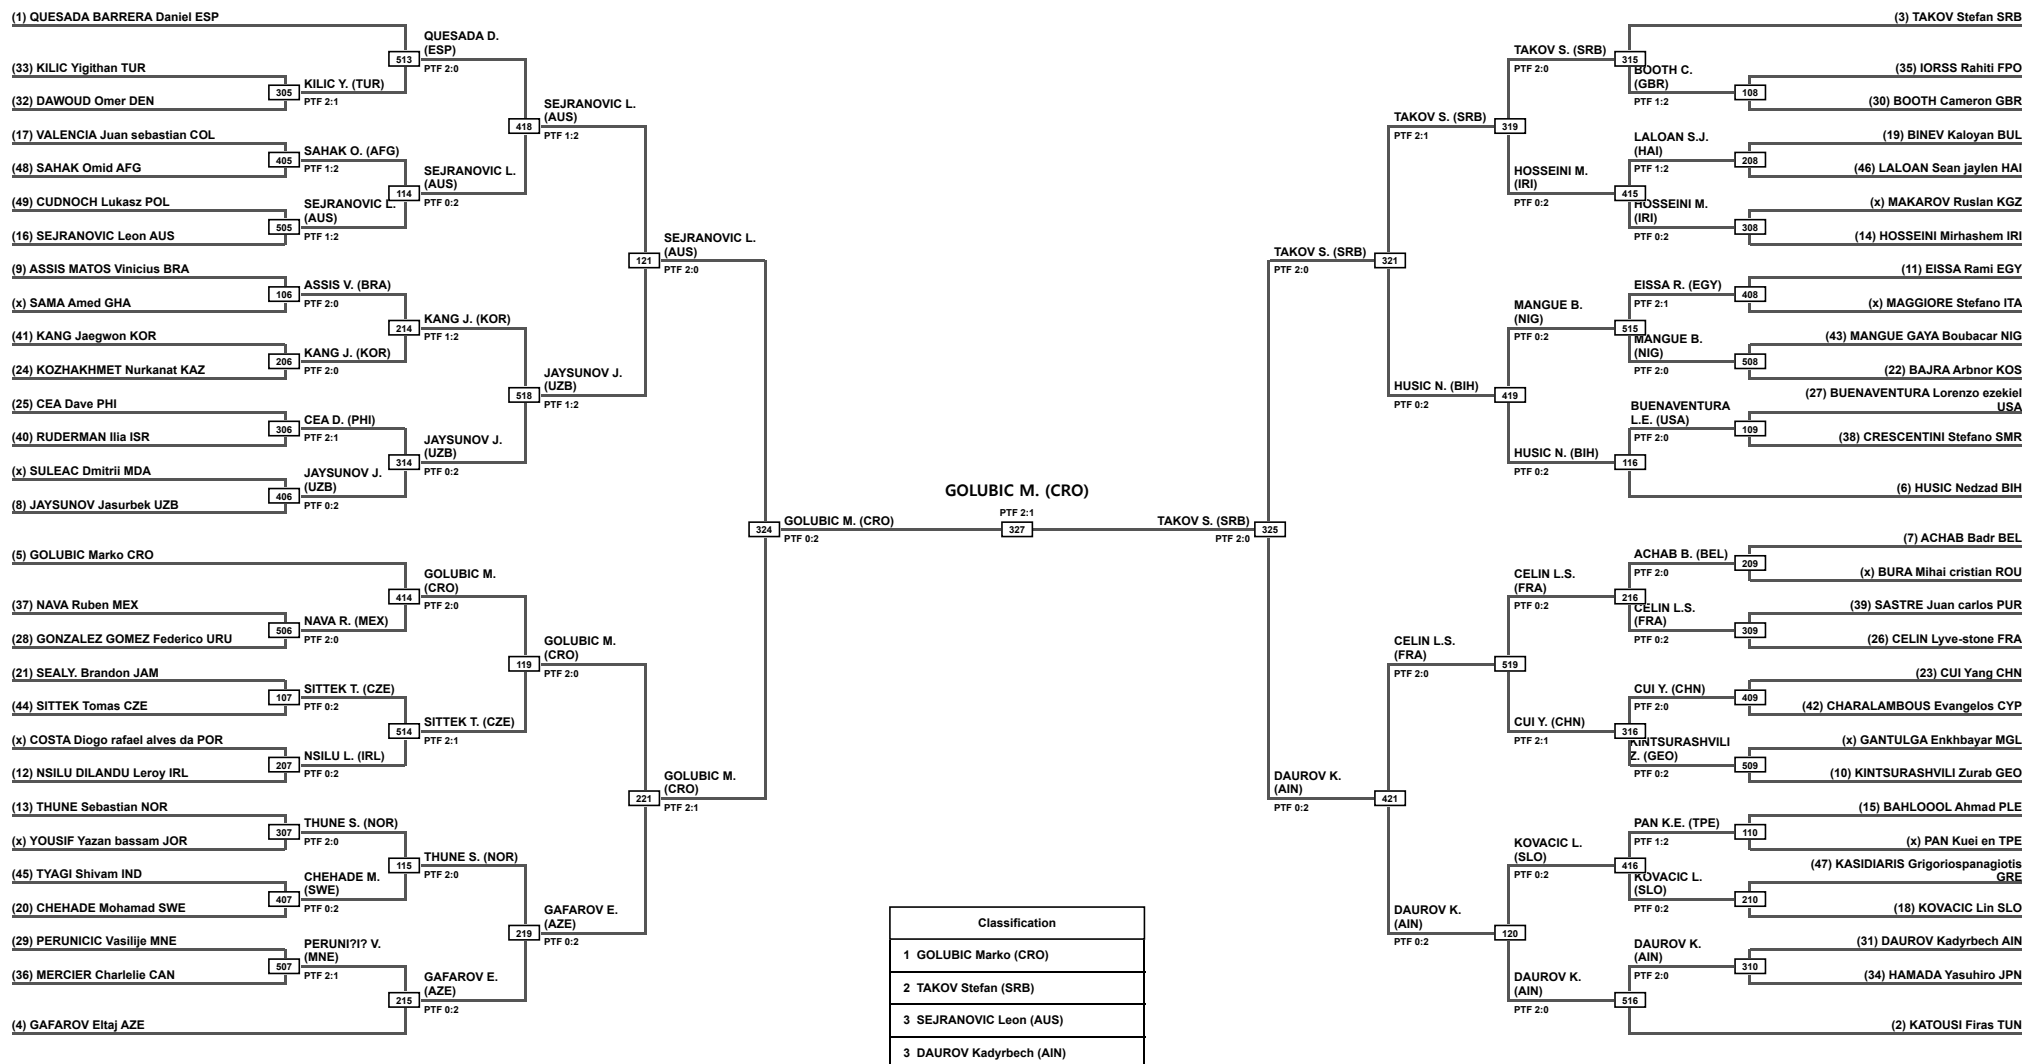 (1) QUESADA BARRERA Daniel ESP
(33) KILIC Yigithan TUR
(32) DAWOUD Omer DEN
(17) VALENCIA Juan sebastian COL
(48) SAHAK Omid AFG
(49) CUDNOCH Lukasz POL
(16) SEJRANOVIC Leon AUS
(9) ASSIS MATOS Vinicius BRA
(x) SAMA Amed GHA
(41) KANG Jaegwon KOR
(24) KOZHAKHMET Nurkanat KAZ
(25) CEA Dave PHI
(40) RUDERMAN Ilia ISR
(x) SULEAC Dmitrii MDA
(8) JAYSUNOV Jasurbek UZB
(5) GOLUBIC Marko CRO
(37) NAVA Ruben MEX
(28) GONZALEZ GOMEZ Federico URU
(21) SEALY. Brandon JAM
(44) SITTEK Tomas CZE
(x) COSTA Diogo rafael alves da POR
(12) NSILU DILANDU Leroy IRL
(13) THUNE Sebastian NOR
(x) YOUSIF Yazan bassam JOR
(45) TYAGI Shivam IND
(20) CHEHADE Mohamad SWE
(29) PERUNICIC Vasilije MNE
(36) MERCIER Charlelie CAN
(4) GAFAROV Eltaj AZE
305
KILIC Y. (TUR)
PTF 2:1
405
SAHAK O. (AFG)
PTF 1:2
505
SEJRANOVIC L.
(AUS)
PTF 1:2
106
ASSIS V. (BRA)
PTF 2:0
206
KANG J. (KOR)
PTF 2:0
306
CEA D. (PHI)
PTF 2:1
406
JAYSUNOV J.
(UZB)
PTF 0:2
506
NAVA R. (MEX)
PTF 2:0
107
SITTEK T. (CZE)
PTF 0:2
207
NSILU L. (IRL)
PTF 0:2
307
THUNE S. (NOR)
PTF 2:0
407
CHEHADE M.
(SWE)
PTF 0:2
507
PERUNI?I? V.
(MNE)
PTF 2:1
513
QUESADA D.
(ESP)
PTF 2:0
114
SEJRANOVIC L.
(AUS)
PTF 0:2
214
KANG J. (KOR)
PTF 1:2
314
JAYSUNOV J.
(UZB)
PTF 0:2
414
GOLUBIC M.
(CRO)
PTF 2:0
514
SITTEK T. (CZE)
PTF 2:1
115
THUNE S. (NOR)
PTF 2:0
215
GAFAROV E.
(AZE)
PTF 0:2
418
SEJRANOVIC L.
(AUS)
PTF 1:2
518
JAYSUNOV J.
(UZB)
PTF 1:2
119
GOLUBIC M.
(CRO)
PTF 2:0
219
GAFAROV E.
(AZE)
PTF 0:2
121
SEJRANOVIC L.
(AUS)
PTF 2:0
221
GOLUBIC M.
(CRO)
PTF 2:1
324
GOLUBIC M. (CRO)
PTF 0:2
GOLUBIC M. (CRO)
PTF 2:1
327
TAKOV S. (SRB)
PTF 2:0
325
TAKOV S. (SRB)
PTF 2:0
321
DAUROV K.
(AIN)
PTF 0:2
421
TAKOV S. (SRB)
PTF 2:1
319
HUSIC N. (BIH)
PTF 0:2
419
CELIN L.S.
(FRA)
PTF 2:0
519
DAUROV K.
(AIN)
PTF 0:2
120
TAKOV S. (SRB)
PTF 2:0
315
HOSSEINI M.
(IRI)
PTF 0:2
415
MANGUE B.
(NIG)
PTF 0:2
515
HUSIC N. (BIH)
PTF 0:2
116
CELIN L.S.
(FRA)
PTF 0:2
216
CUI Y. (CHN)
PTF 2:1
316
KOVACIC L.
(SLO)
PTF 0:2
416
DAUROV K.
(AIN)
PTF 2:0
516
BOOTH C.
(GBR)
PTF 1:2
108
LALOAN S.J.
(HAI)
PTF 1:2
208
HOSSEINI M.
(IRI)
PTF 0:2
308
EISSA R. (EGY)
PTF 2:1
408
MANGUE B.
(NIG)
PTF 2:0
508
BUENAVENTURA
L.E. (USA)
PTF 2:0
109
ACHAB B. (BEL)
PTF 2:0
209
CELIN L.S.
(FRA)
PTF 0:2
309
CUI Y. (CHN)
PTF 2:0
409
KINTSURASHVILI
Z. (GEO)
PTF 0:2
509
PAN K.E. (TPE)
PTF 1:2
110
KOVACIC L.
(SLO)
PTF 0:2
210
DAUROV K.
(AIN)
PTF 2:0
310
(3) TAKOV Stefan SRB
(35) IORSS Rahiti FPO
(30) BOOTH Cameron GBR
(19) BINEV Kaloyan BUL
(46) LALOAN Sean jaylen HAI
(x) MAKAROV Ruslan KGZ
(14) HOSSEINI Mirhashem IRI
(11) EISSA Rami EGY
(x) MAGGIORE Stefano ITA
(43) MANGUE GAYA Boubacar NIG
(22) BAJRA Arbnor KOS
(27) BUENAVENTURA Lorenzo ezekiel
USA
(38) CRESCENTINI Stefano SMR
(6) HUSIC Nedzad BIH
(7) ACHAB Badr BEL
(x) BURA Mihai cristian ROU
(39) SASTRE Juan carlos PUR
(26) CELIN Lyve-stone FRA
(23) CUI Yang CHN
(42) CHARALAMBOUS Evangelos CYP
(x) GANTULGA Enkhbayar MGL
(10) KINTSURASHVILI Zurab GEO
(15) BAHLOOOL Ahmad PLE
(x) PAN Kuei en TPE
(47) KASIDIARIS Grigoriospanagiotis
GRE
(18) KOVACIC Lin SLO
(31) DAUROV Kadyrbech AIN
(34) HAMADA Yasuhiro JPN
(2) KATOUSI Firas TUN
Classification
1 GOLUBIC Marko (CRO)
2 TAKOV Stefan (SRB)
3 SEJRANOVIC Leon (AUS)
3 DAUROV Kadyrbech (AIN)